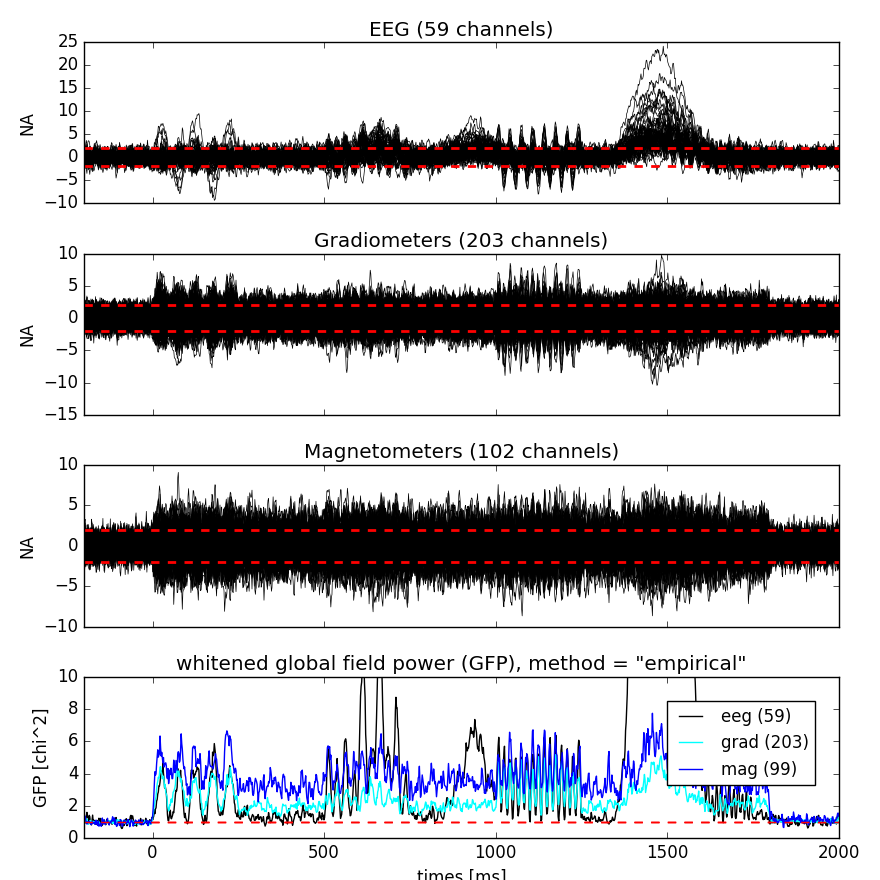 EEG (59 channels)
25
20
15
10
5
0
−5
−10
NA
Gradiometers (203 channels)
10
5
0
−5
−10
−15
NA
Magnetometers (102 channels)
10
5
0
−5
−10
NA
whitened global field power (GFP), method = "empirical"
10
8
6
4
2
0
GFP [chi^2]
eeg (59)
grad (203)
mag (99)
0 500 1000 1500 2000
times [ms]